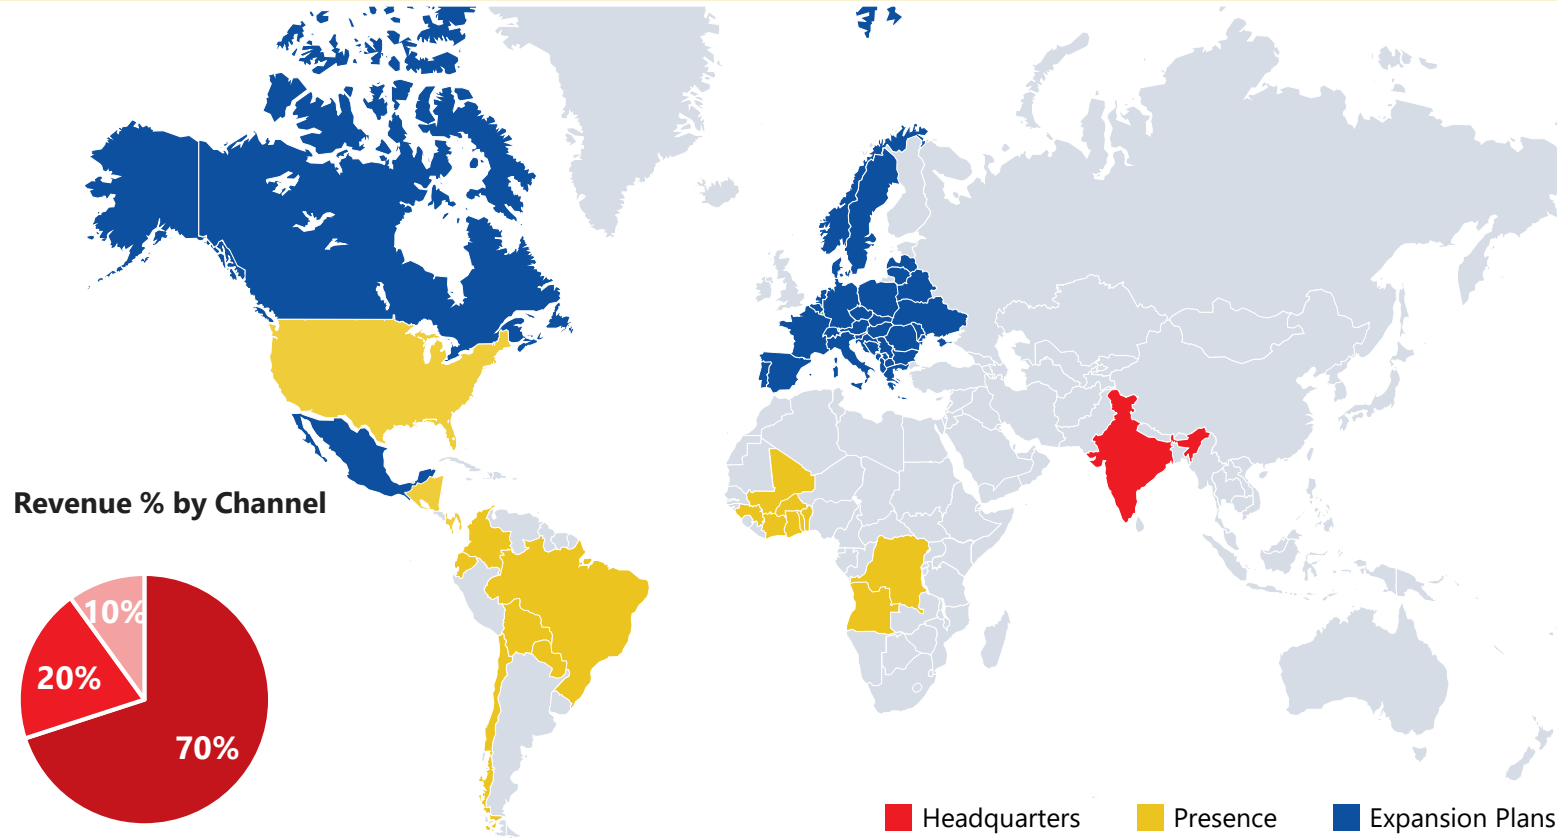 Revenue % by Channel
10%
20%
70%
Headquarters
Presence
Expansion Plans